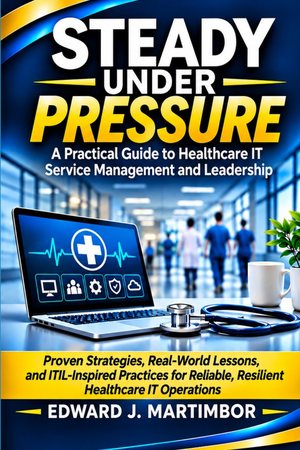 STEADY
UNDER
PRESSURE
A Practical Guide to Healthcare IT
Service Management and Leadership
Proven Strategies, Real-World Lessons,
and ITIL-Inspired Practices for Reliable, Resilient
Healthcare IT Operations
EDWARD J. MARTIMBOR